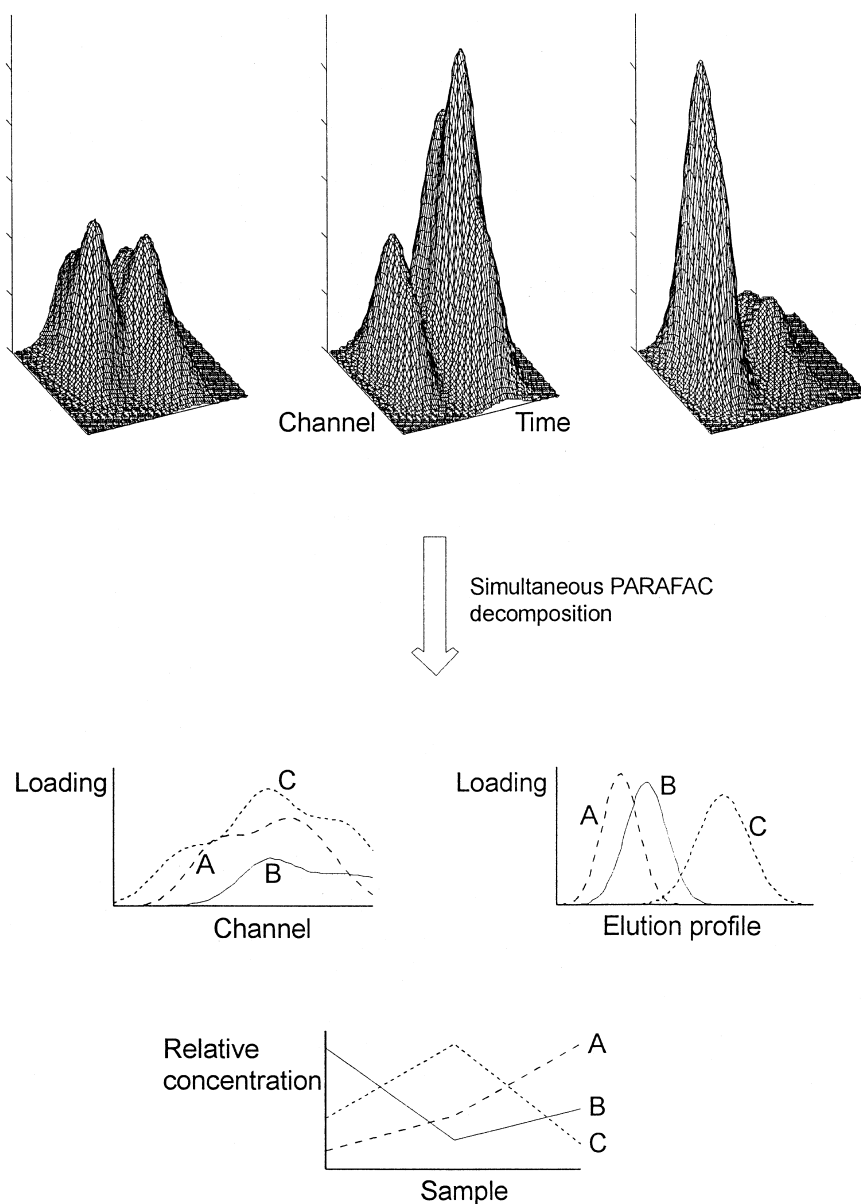 Channel
Time
Simultaneous PARAFAC
decomposition
Loading
C
A
B
Channel
Loading
A
B
C
Elution profile
Relative
concentration
A
B
C
Sample